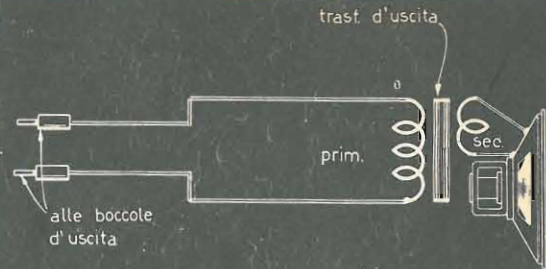 trasf. d'uscita
prim.
sec.
alle boccole
d'uscita